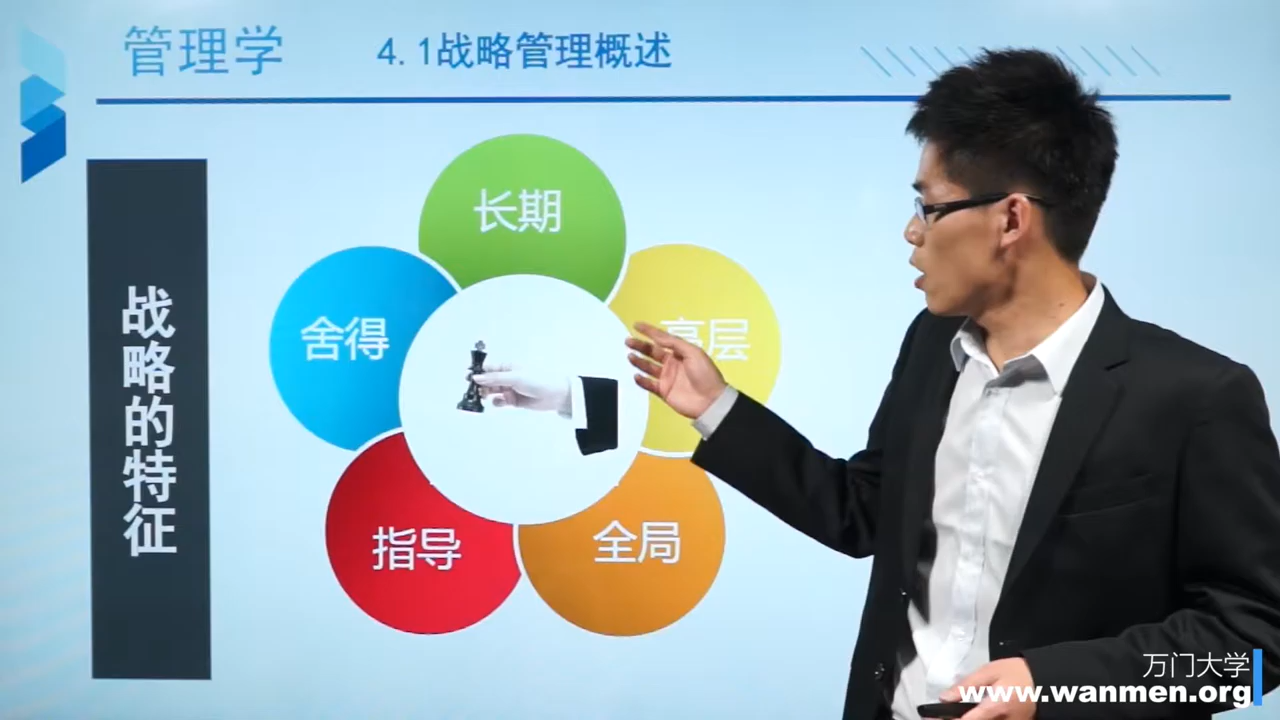 管理学
4.1战略管理概述
战略的特征
长期
舍得
高层
指导
全局
万门大学
www.wanmen.org